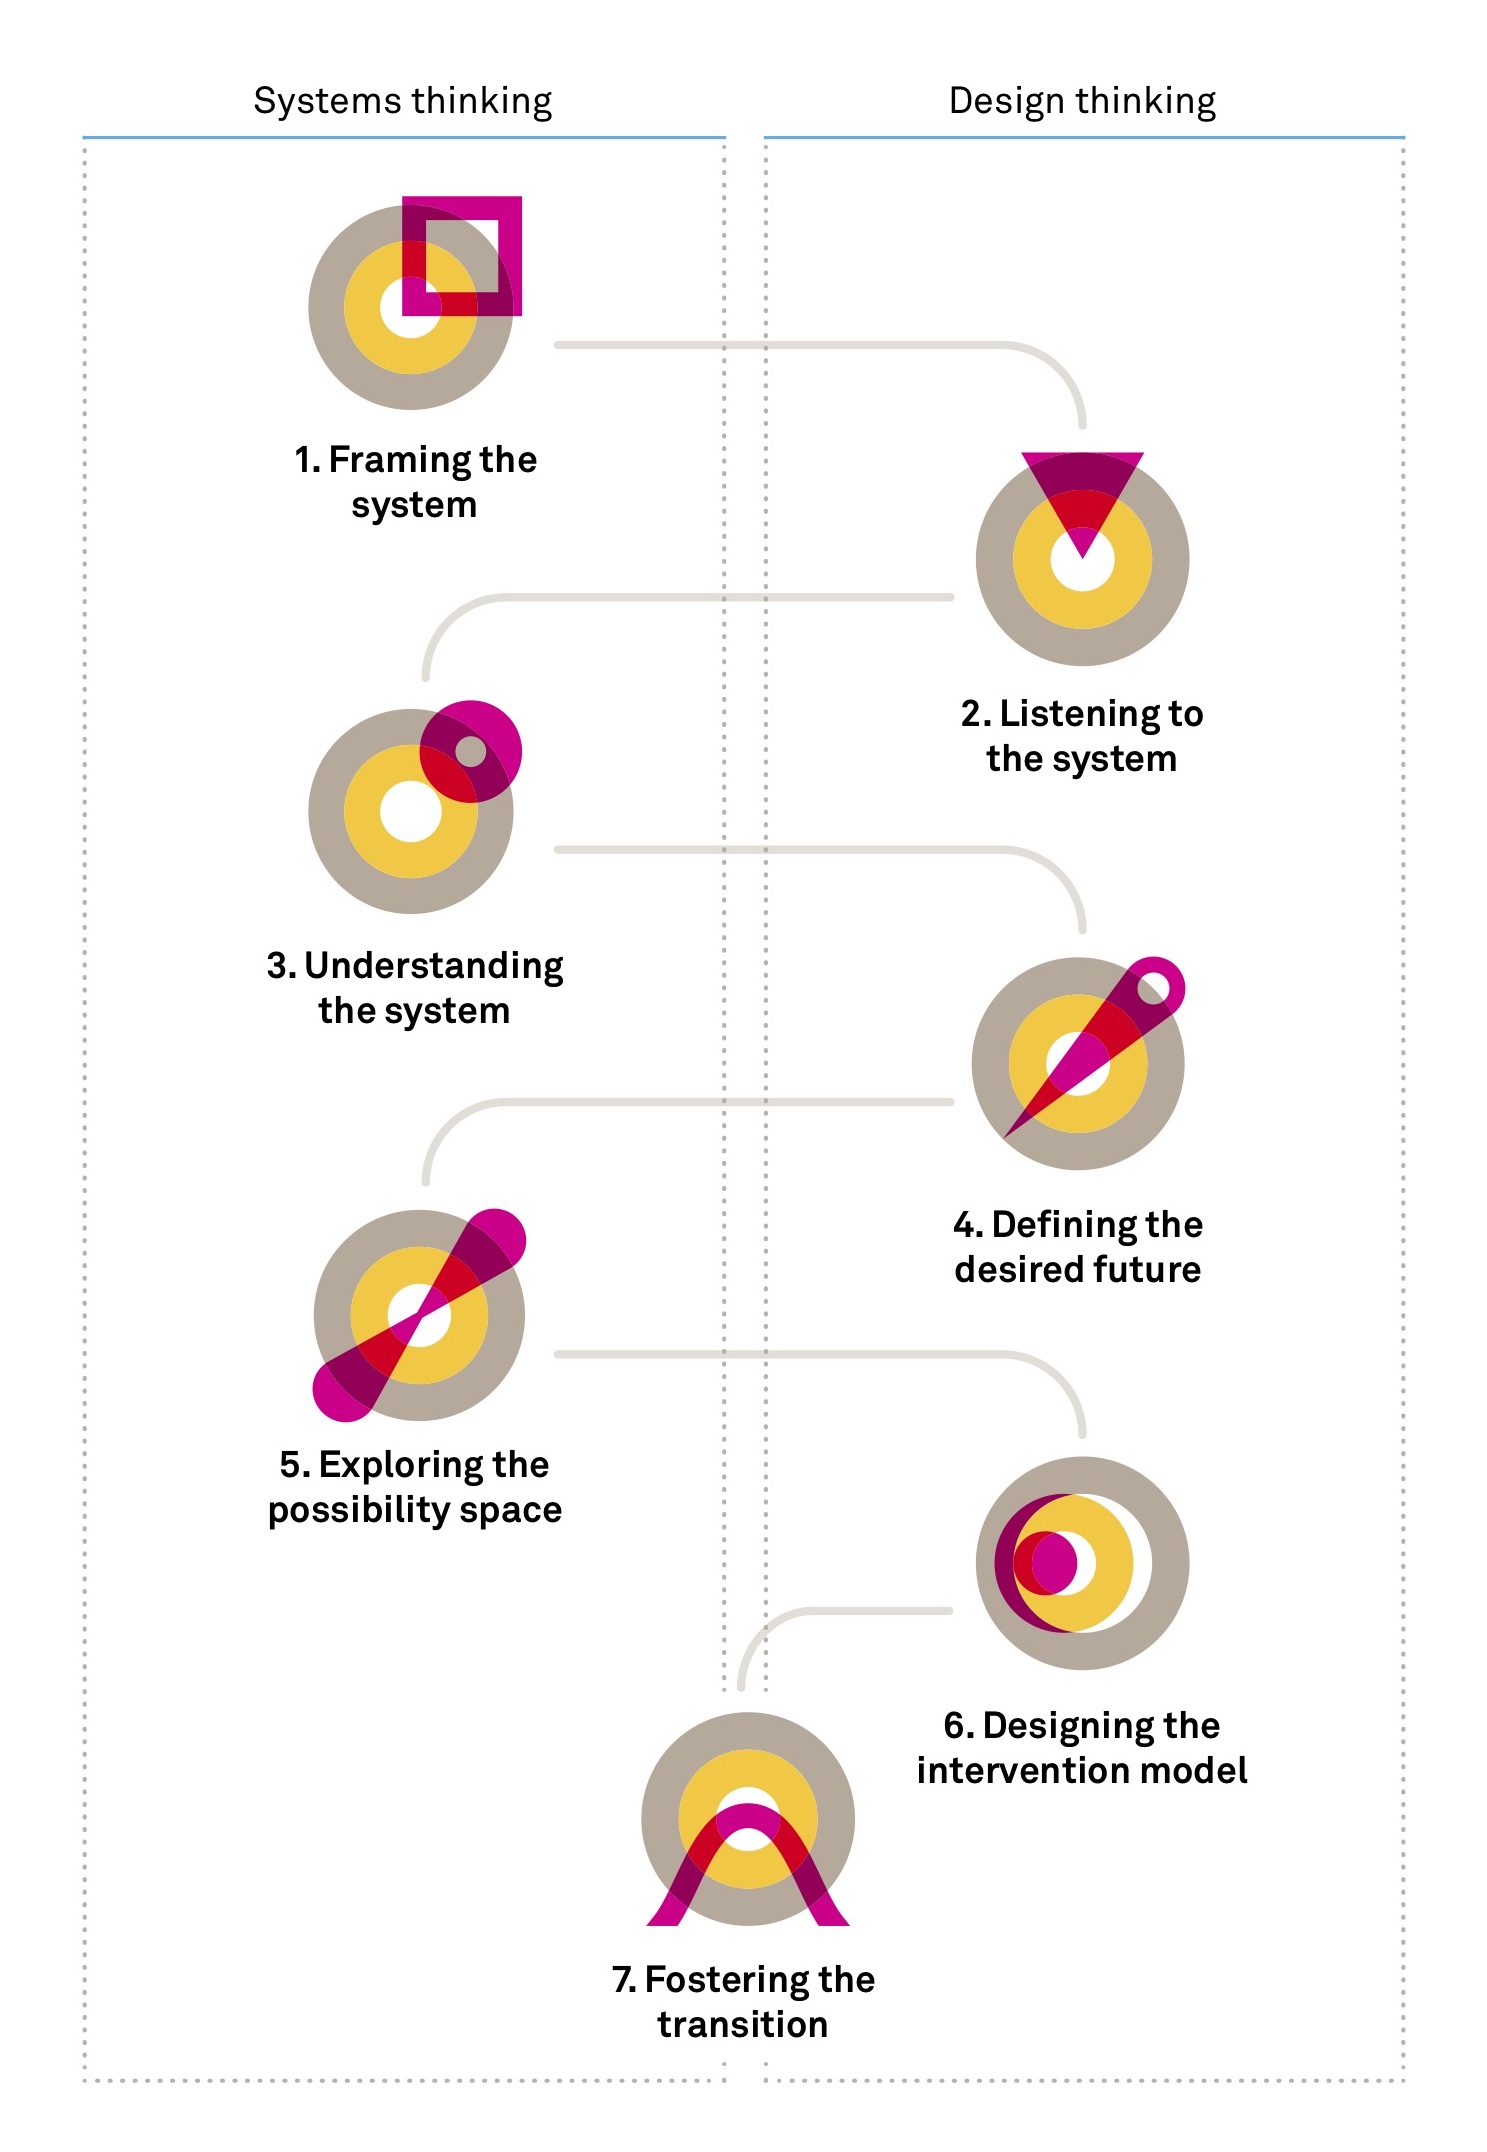 Systems thinking
Design thinking
1. Framing the
system
2. Listening to
the system
3. Understanding
the system
4. Defining the
desired future
5. Exploring the
possibility space
6. Designing the
intervention model
7. Fostering the
transition